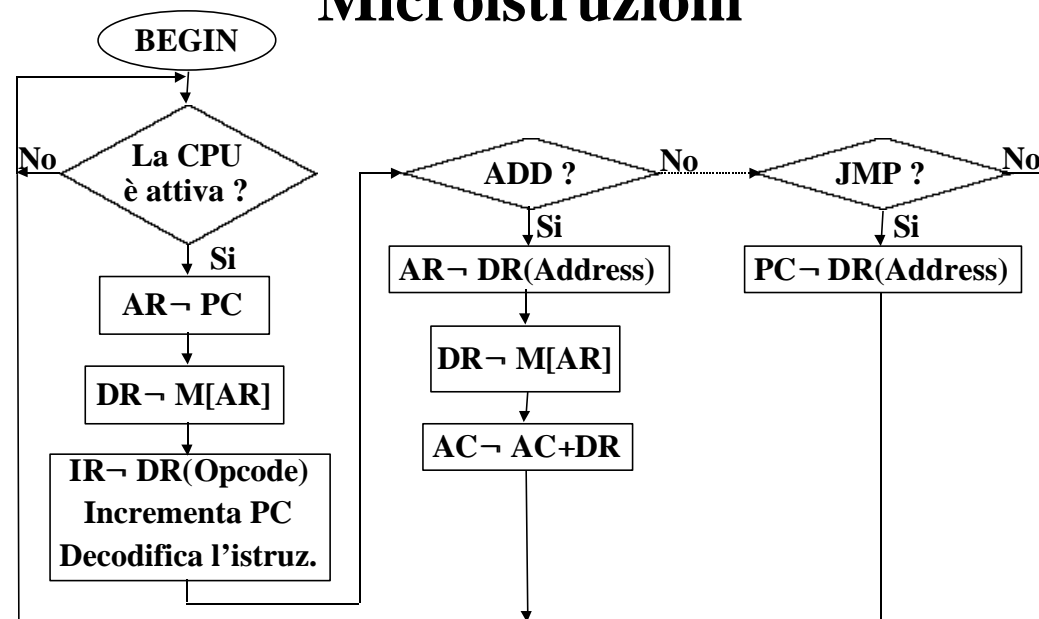 Microistruzioni
BEGIN
No
La CPU
è attiva ?
Si
AR¬ PC
DR¬ M[AR]
IR¬ DR(Opcode)
Incrementa PC
Decodifica l’istruz.
ADD ?
No
Si
AR¬ DR(Address)
DR¬ M[AR]
AC¬ AC+DR
JMP ?
No
Si
PC¬ DR(Address)